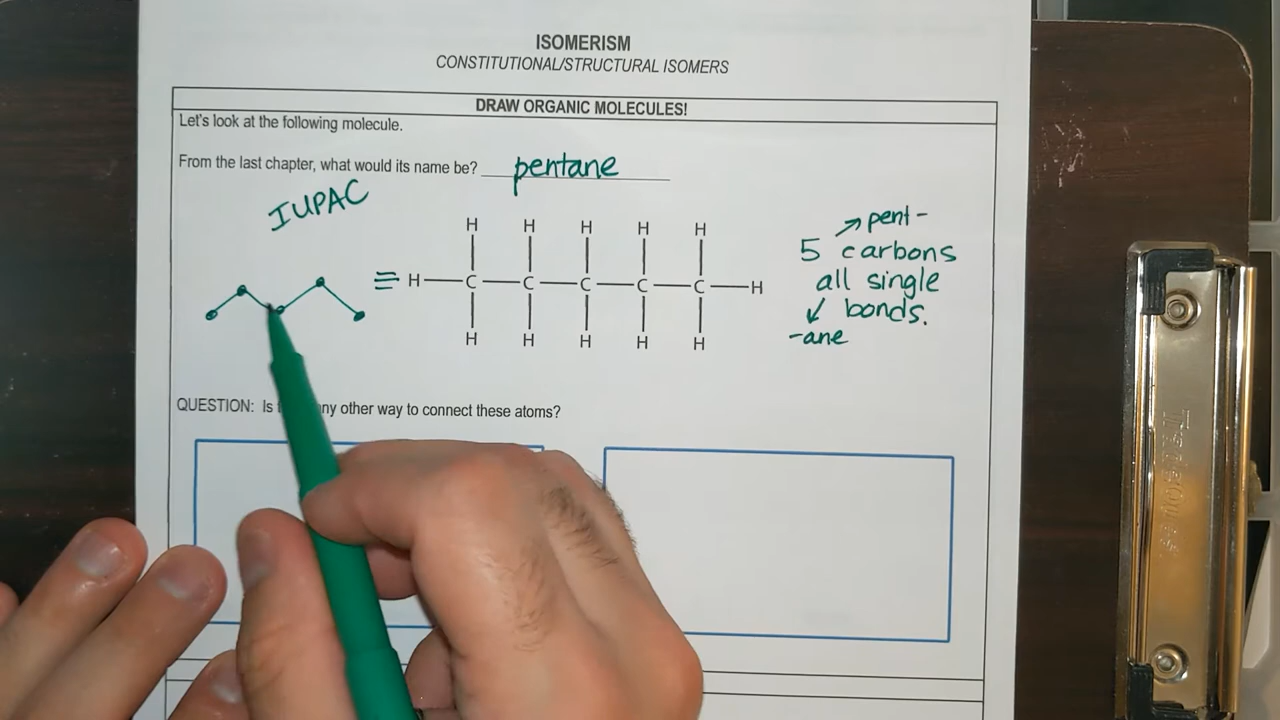 ISOMERISM
CONSTITUTIONAL/STRUCTURAL ISOMERS
DRAW ORGANIC MOLECULES!
Let's look at the following molecule.
From the last chapter, what would its name be? pentane
IUPAC
H H H H H
≡ H—C—C—C—C—C—H
H H H H H
↗ pent-
5 carbons
all single
↙ bonds.
-ane
QUESTION: Is any other way to connect these atoms?